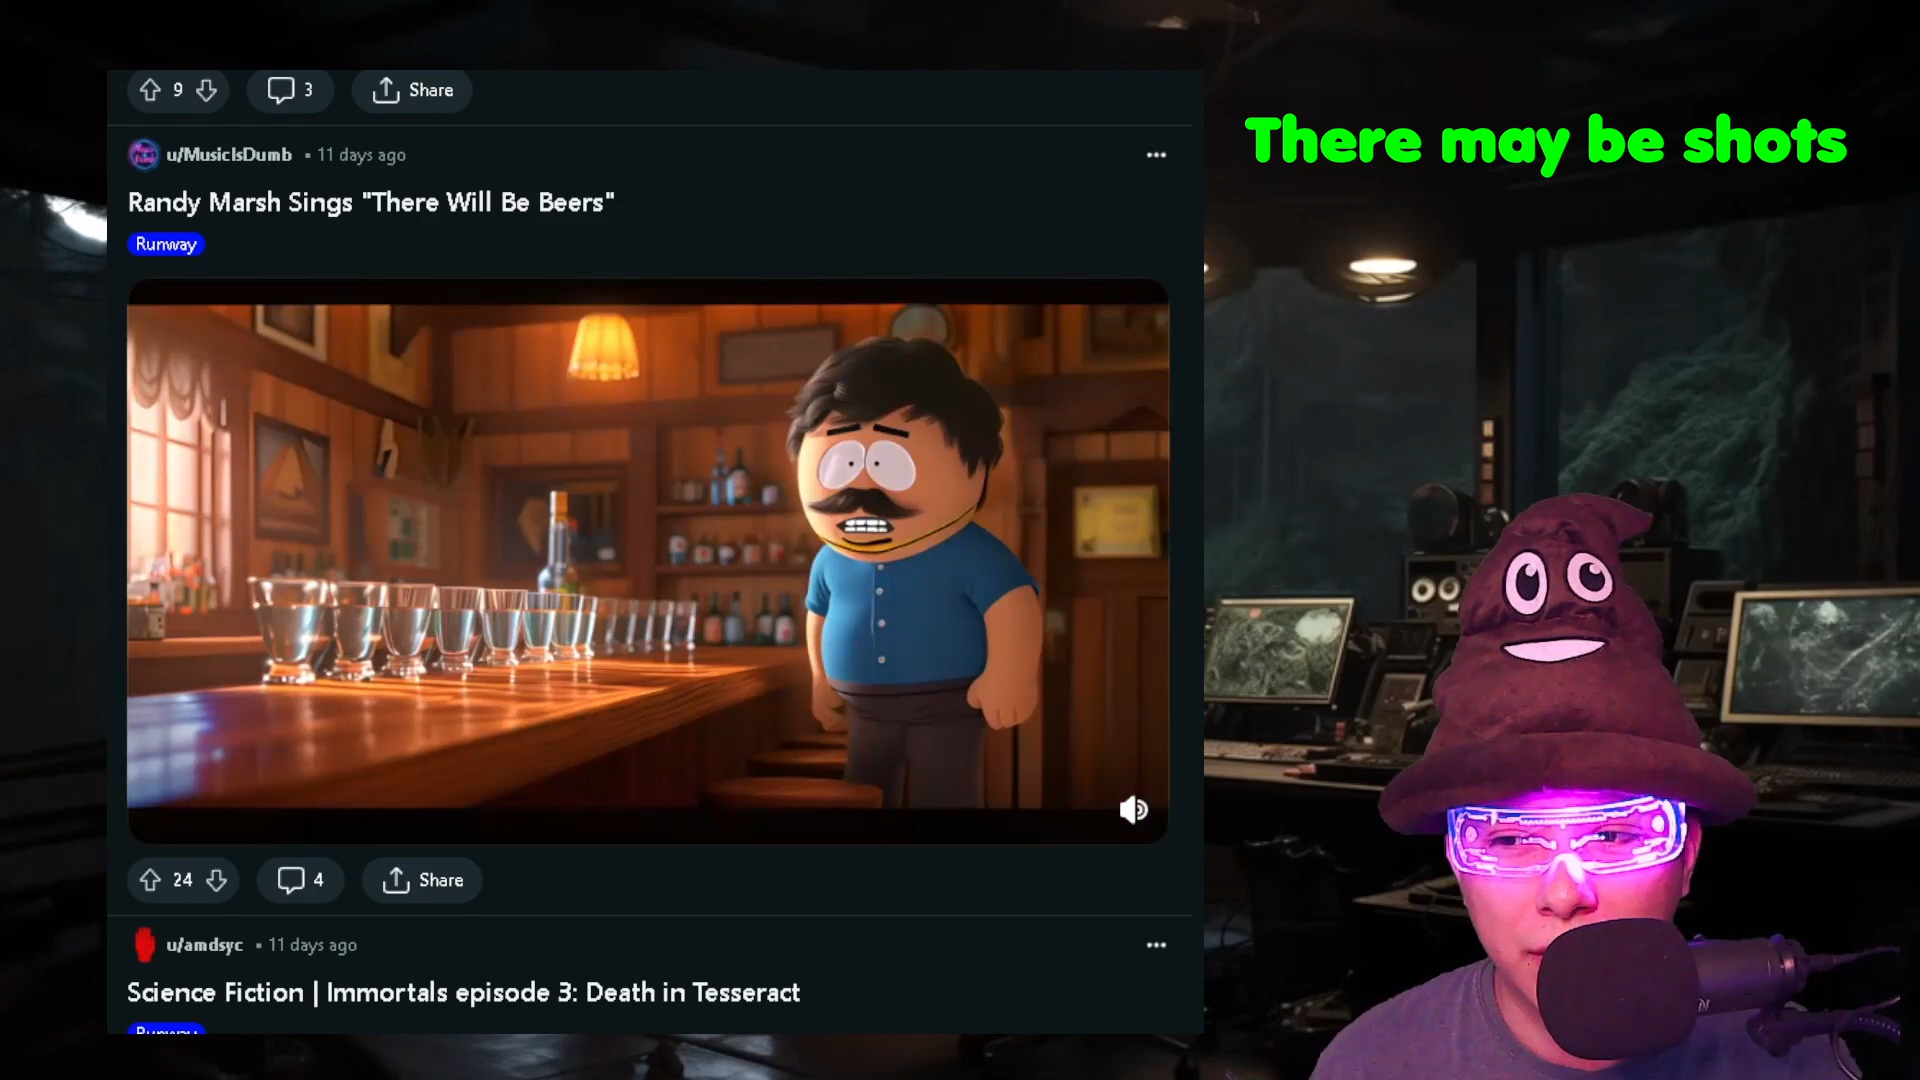 9
3
Share
u/MusicIsDumb • 11 days ago
There may be shots
Randy Marsh Sings "There Will Be Beers"
Runway
24
4
Share
u/amdsyc • 11 days ago
Science Fiction | Immortals episode 3: Death in Tesseract
Runway